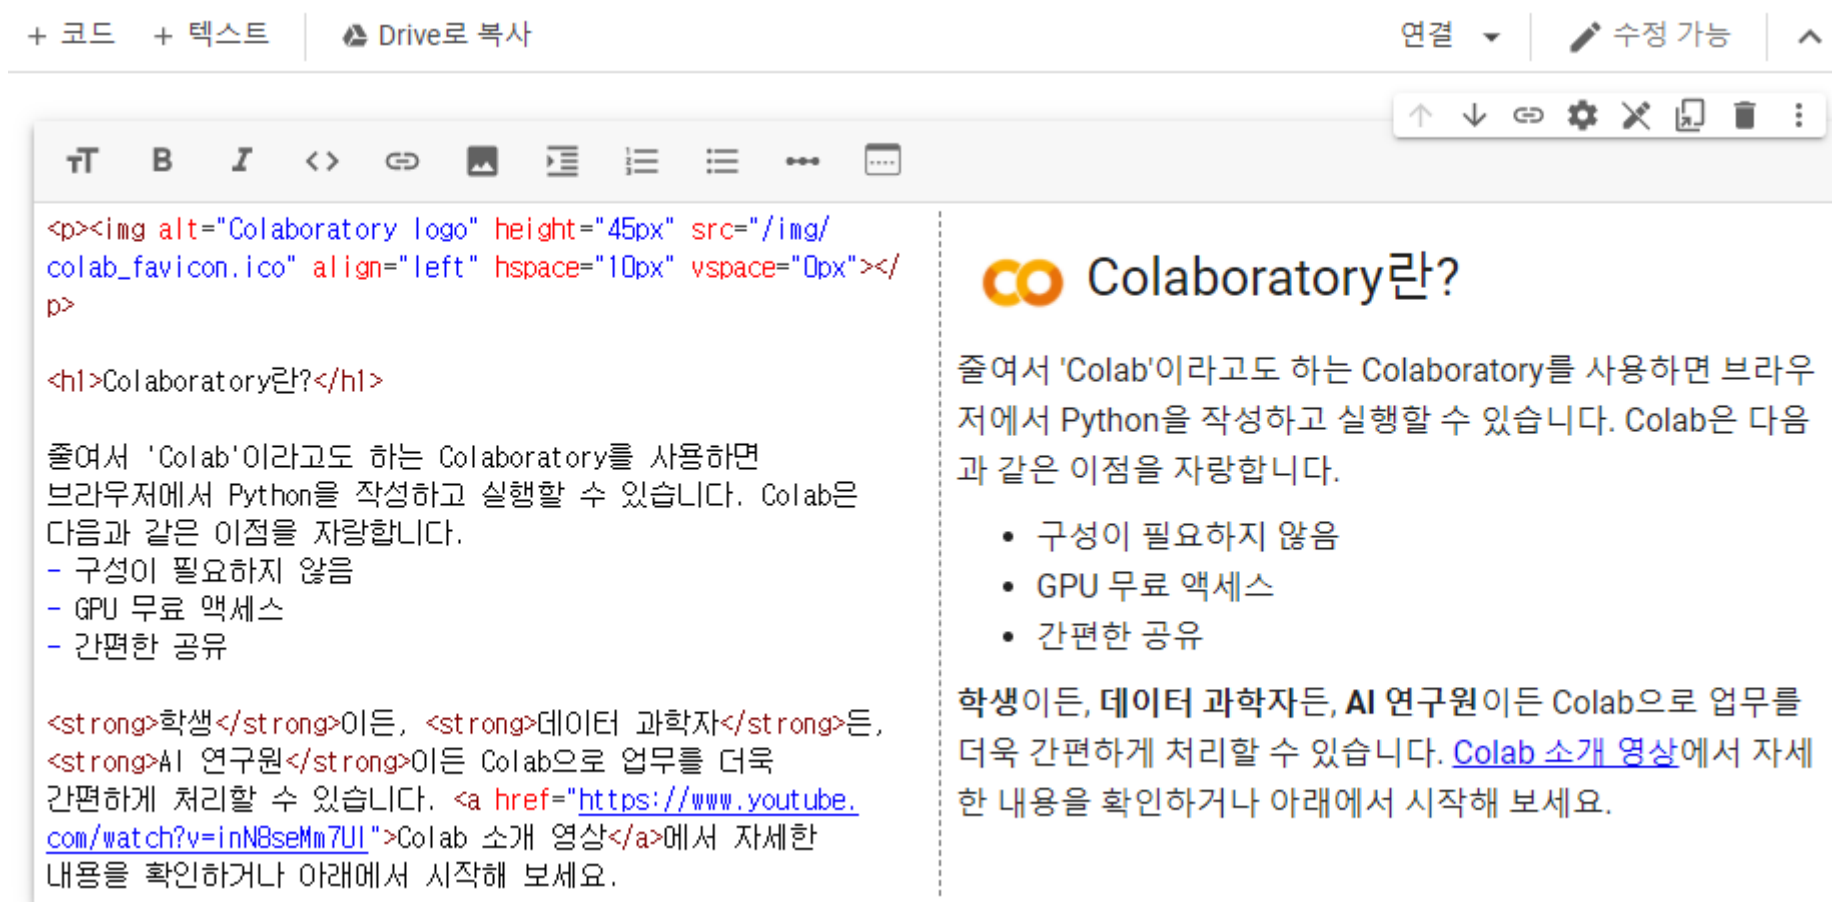 + 코드 + 텍스트 Drive로 복사 연결 수정 가능
<p><img alt="Colaboratory logo" height="45px" src="/img/
colab_favicon.ico" align="left" hspace="10px" vspace="0px"></
p>
<h1>Colaboratory란?</h1>
줄여서 'Colab'이라고도 하는 Colaboratory를 사용하면
브라우저에서 Python을 작성하고 실행할 수 있습니다. Colab은
다음과 같은 이점을 자랑합니다.
- 구성이 필요하지 않음
- GPU 무료 액세스
- 간편한 공유
<strong>학생</strong>이든, <strong>데이터 과학자</strong>든,
<strong>AI 연구원</strong>이든 Colab으로 업무를 더욱
간편하게 처리할 수 있습니다. <a href="https://www.youtube.
com/watch?v=inN8seMm7UI">Colab 소개 영상</a>에서 자세한
내용을 확인하거나 아래에서 시작해 보세요.
Colaboratory란?
줄여서 'Colab'이라고도 하는 Colaboratory를 사용하면 브라우
저에서 Python을 작성하고 실행할 수 있습니다. Colab은 다음
과 같은 이점을 자랑합니다.
• 구성이 필요하지 않음
• GPU 무료 액세스
• 간편한 공유
학생이든, 데이터 과학자든, AI 연구원이든 Colab으로 업무를
더욱 간편하게 처리할 수 있습니다. Colab 소개 영상에서 자세
한 내용을 확인하거나 아래에서 시작해 보세요.